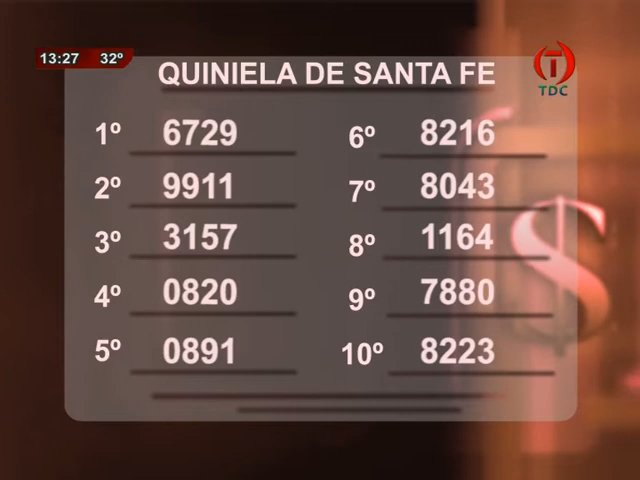 13:27 32º
QUINIELA DE SANTA FE
TDC
1º 6729
2º 9911
3º 3157
4º 0820
5º 0891
6º 8216
7º 8043
8º 1164
9º 7880
10º 8223